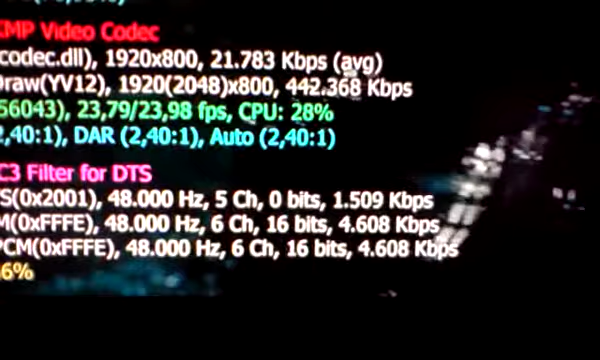 CMP Video Codec
codec.dll), 1920x800, 21.783 Kbps (avg)
Draw(YV12), 1920(2048)x800, 442.368 Kbps
56043), 23,79/23,98 fps, CPU: 28%
2,40:1), DAR (2,40:1), Auto (2,40:1)
C3 Filter for DTS
S(0x2001), 48.000 Hz, 5 Ch, 0 bits, 1.509 Kbps
M(0xFFFE), 48.000 Hz, 6 Ch, 16 bits, 4.608 Kbps
PCM(0xFFFE), 48.000 Hz, 6 Ch, 16 bits, 4.608 Kbps
6%